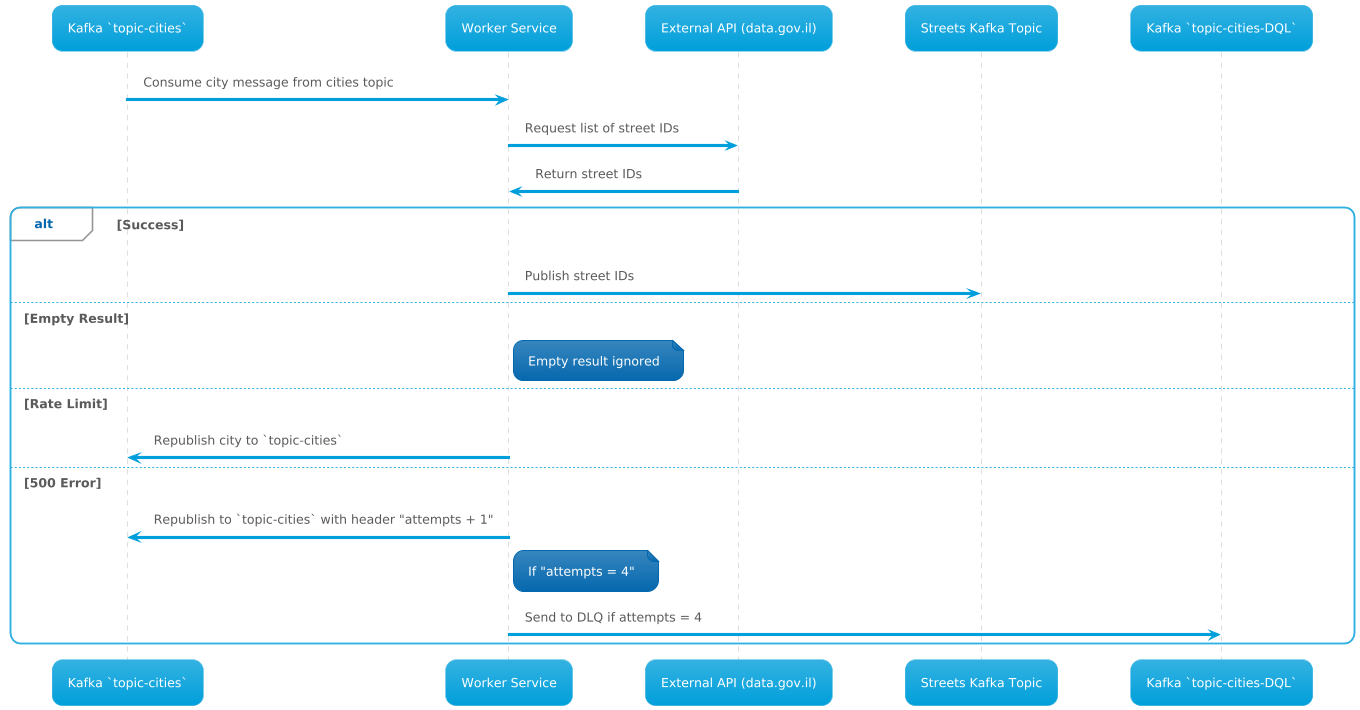 Kafka `topic-cities`
Worker Service
External API (data.gov.il)
Streets Kafka Topic
Kafka `topic-cities-DQL`
Consume city message from cities topic
Request list of street IDs
Return street IDs
alt
[Success]
Publish street IDs
[Empty Result]
Empty result ignored
[Rate Limit]
Republish city to `topic-cities`
[500 Error]
Republish to `topic-cities` with header "attempts + 1"
If "attempts = 4"
Send to DLQ if attempts = 4
Kafka `topic-cities`
Worker Service
External API (data.gov.il)
Streets Kafka Topic
Kafka `topic-cities-DQL`